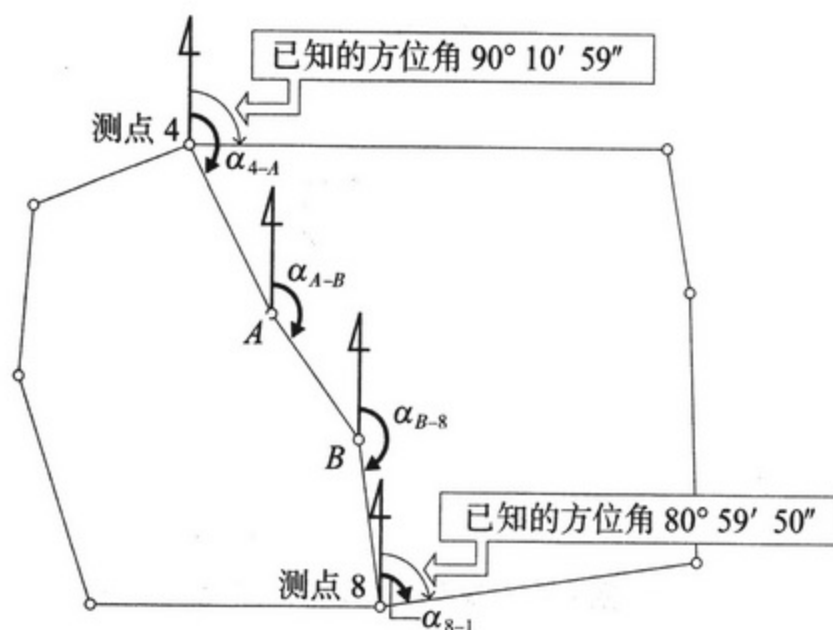 已知的方位角 90° 10′ 59″
测点 4
α4–A
αA–B
A
αB–8
B
已知的方位角 80° 59′ 50″
测点 8
α8–1